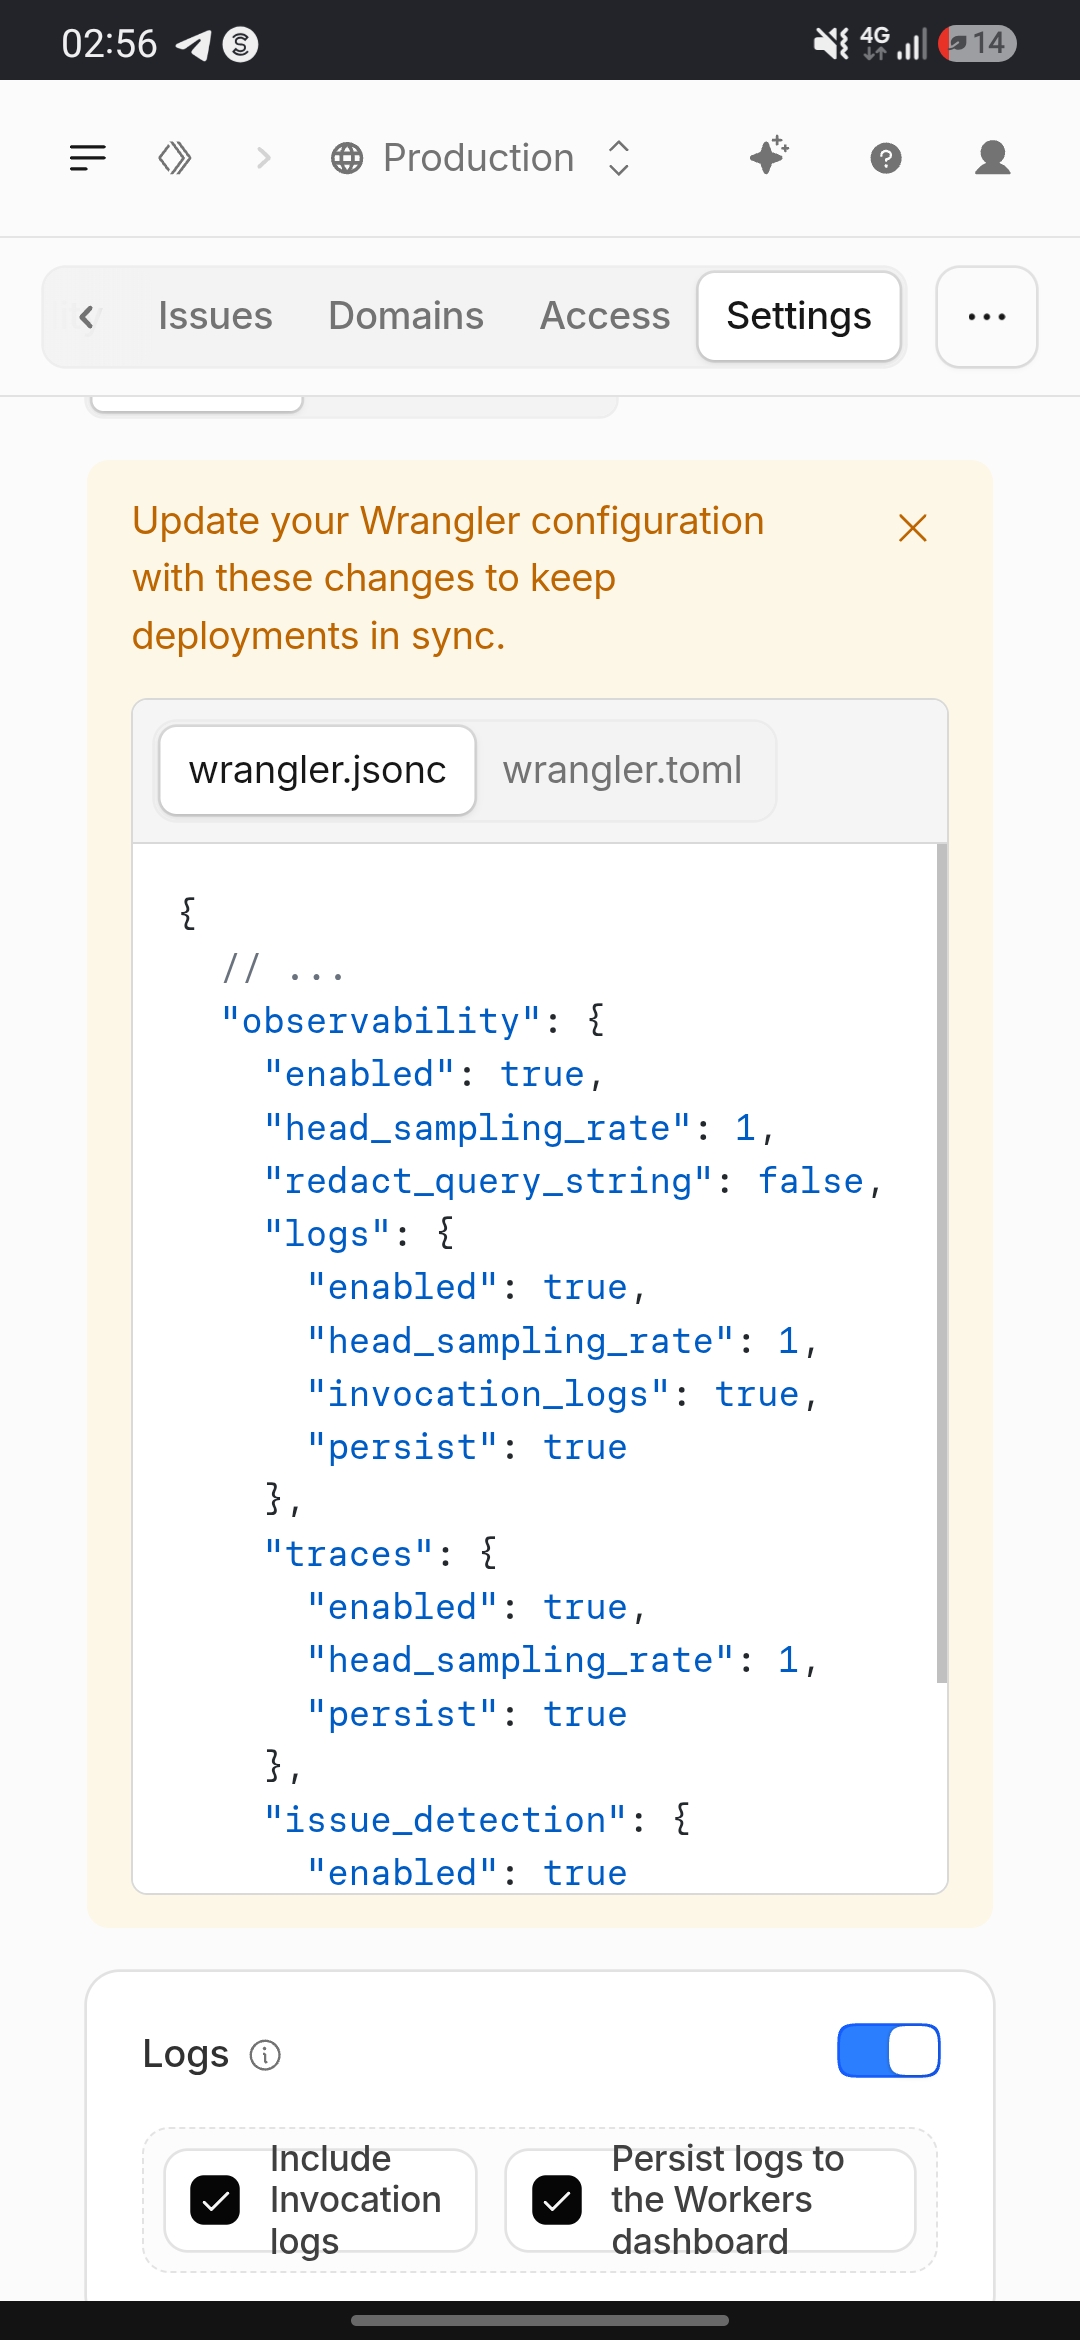 02:56
4G
14
Production
Issues
Domains
Access
Settings
Update your Wrangler configuration
with these changes to keep
deployments in sync.
wrangler.jsonc
wrangler.toml
{
// ...
"observability": {
"enabled": true,
"head_sampling_rate": 1,
"redact_query_string": false,
"logs": {
"enabled": true,
"head_sampling_rate": 1,
"invocation_logs": true,
"persist": true
},
"traces": {
"enabled": true,
"head_sampling_rate": 1,
"persist": true
},
"issue_detection": {
"enabled": true
Logs
Include
Invocation
logs
Persist logs to
the Workers
dashboard